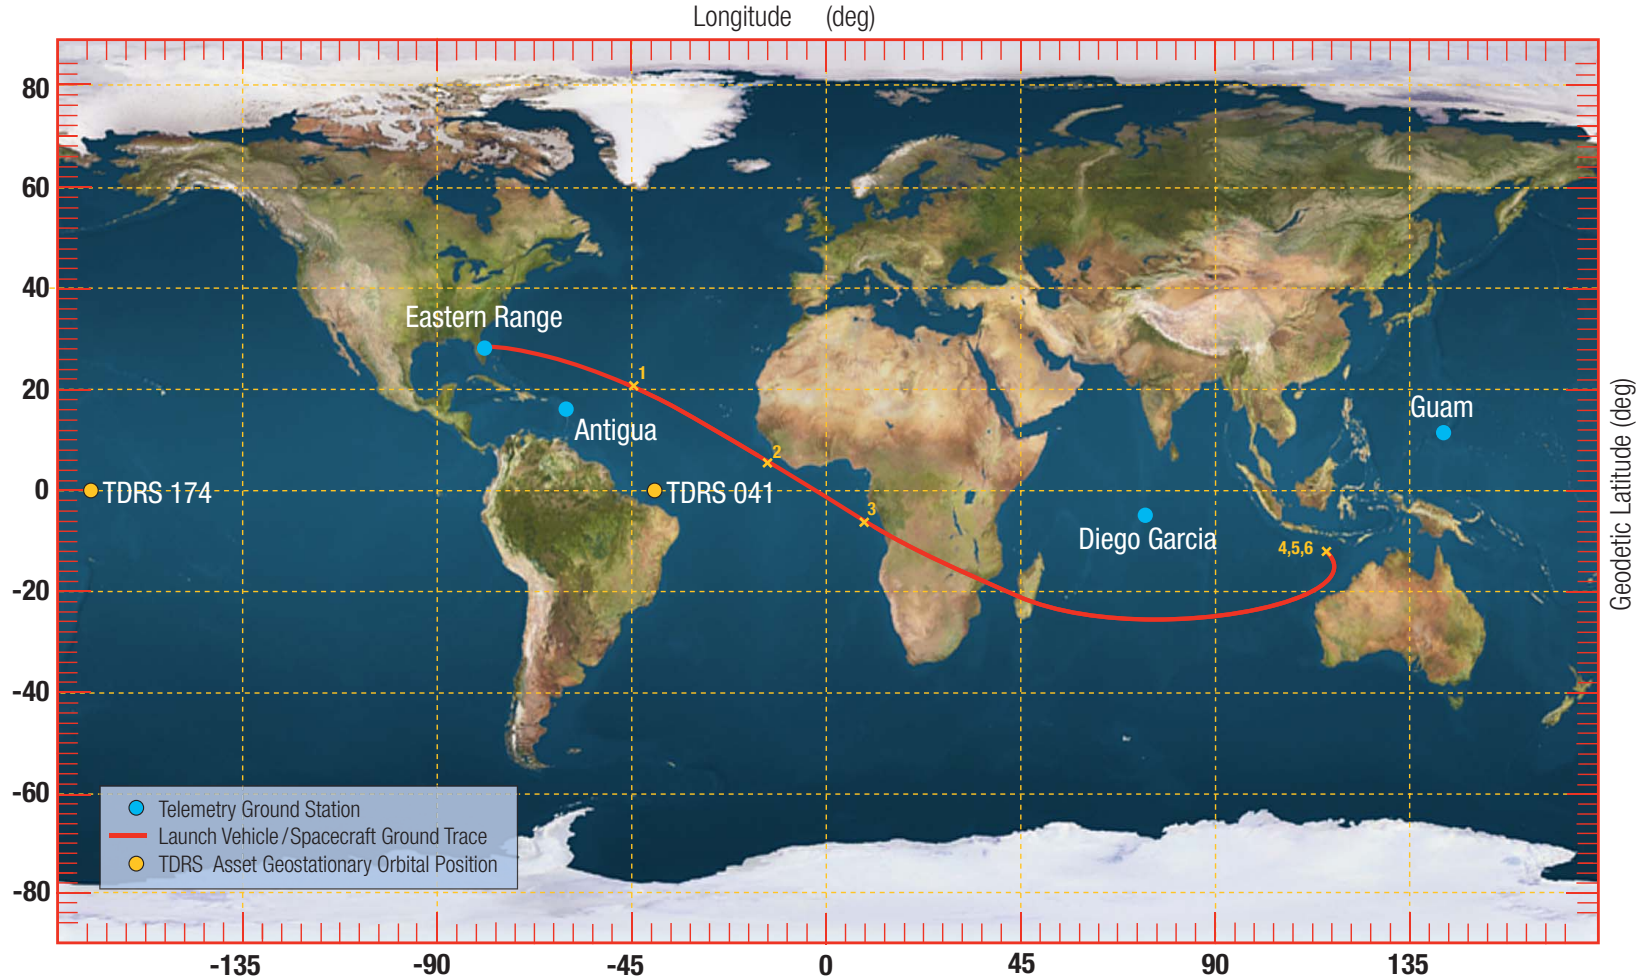 Longitude (deg)
80
60
40
20
0
-20
-40
-60
-80
Eastern Range
1
Antigua
2
Guam
TDRS 174
TDRS 041
3
Diego Garcia
4,5,6
Geodetic Latitude (deg)
Telemetry Ground Station
Launch Vehicle/Spacecraft Ground Trace
TDRS Asset Geostationary Orbital Position
-135 -90 -45 0 45 90 135